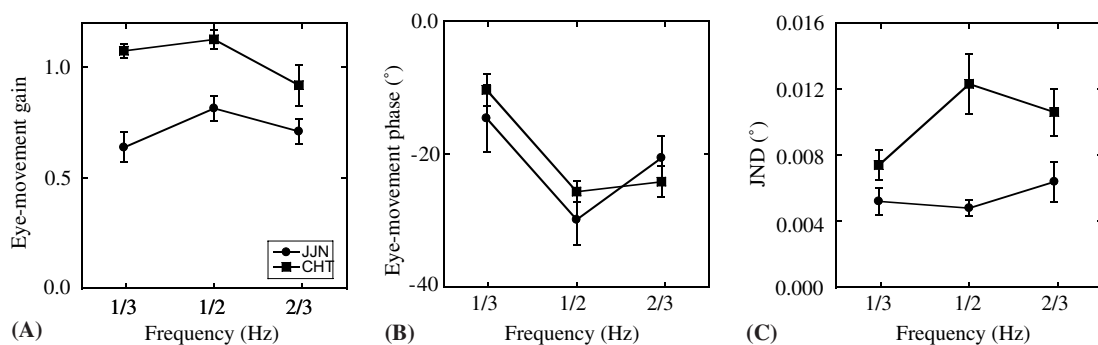 Eye-movement gain
1.0
0.5
0.0
1/3
1/2
2/3
JJN
CHT
(A)
Frequency (Hz)
Eye-movement phase (°)
0
-20
-40
1/3
1/2
2/3
(B)
Frequency (Hz)
JND (°)
0.016
0.012
0.008
0.004
0.000
1/3
1/2
2/3
(C)
Frequency (Hz)